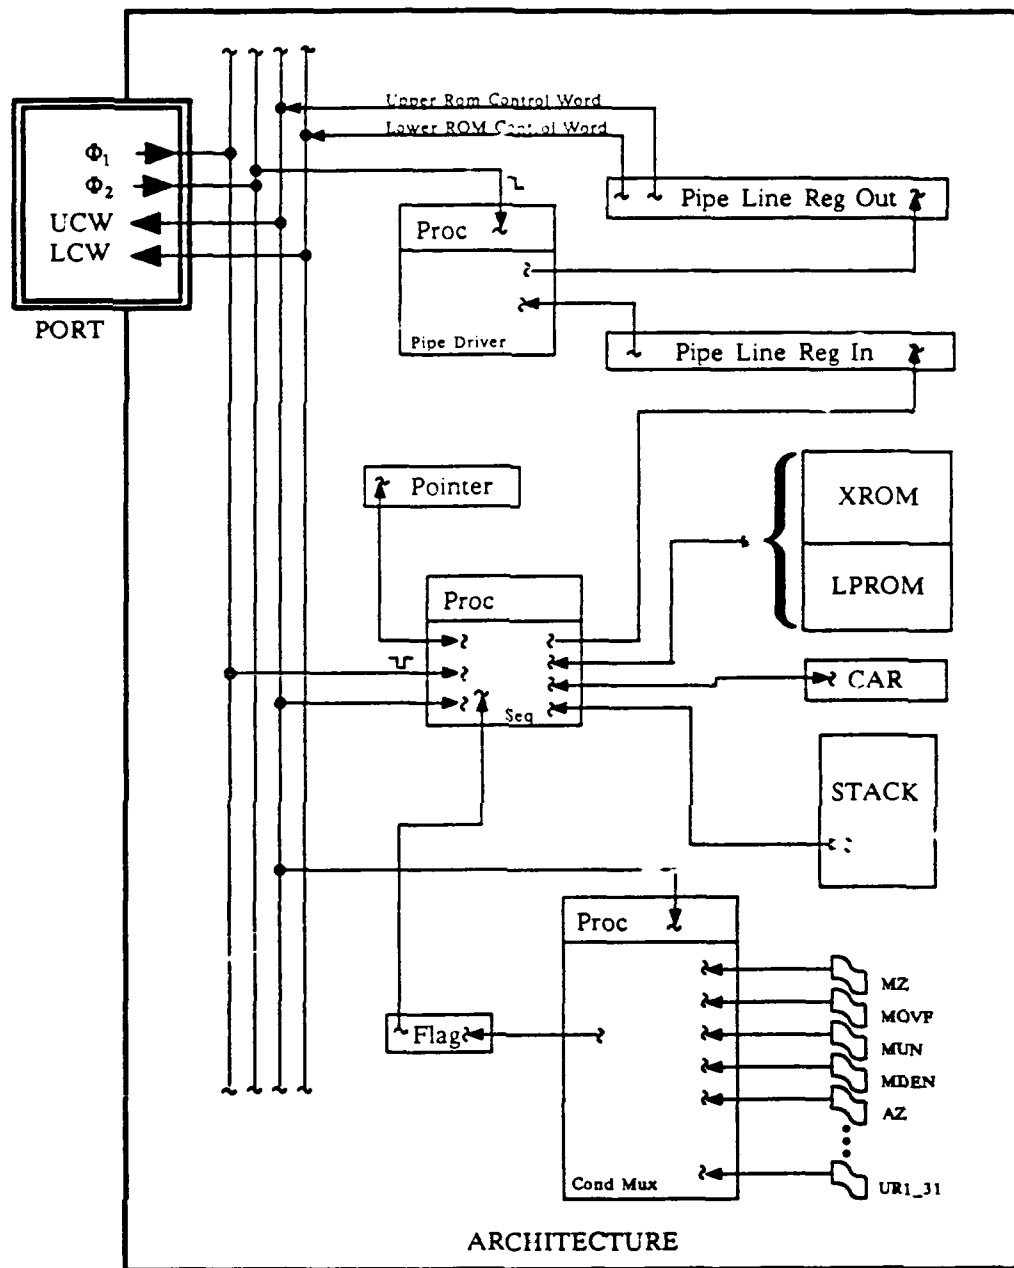 Upper Rom Control Word
Lower ROM Control Word
Φ1
Φ2
UCW
LCW
PORT
Pipe Line Reg Out
Proc
Pipe Driver
Pipe Line Reg In
Pointer
XROM
LPROM
Proc
Seq
CAR
STACK
Proc
Cond Mux
Flag
MZ
MOVF
MUN
MDEN
AZ
UR1_31
ARCHITECTURE